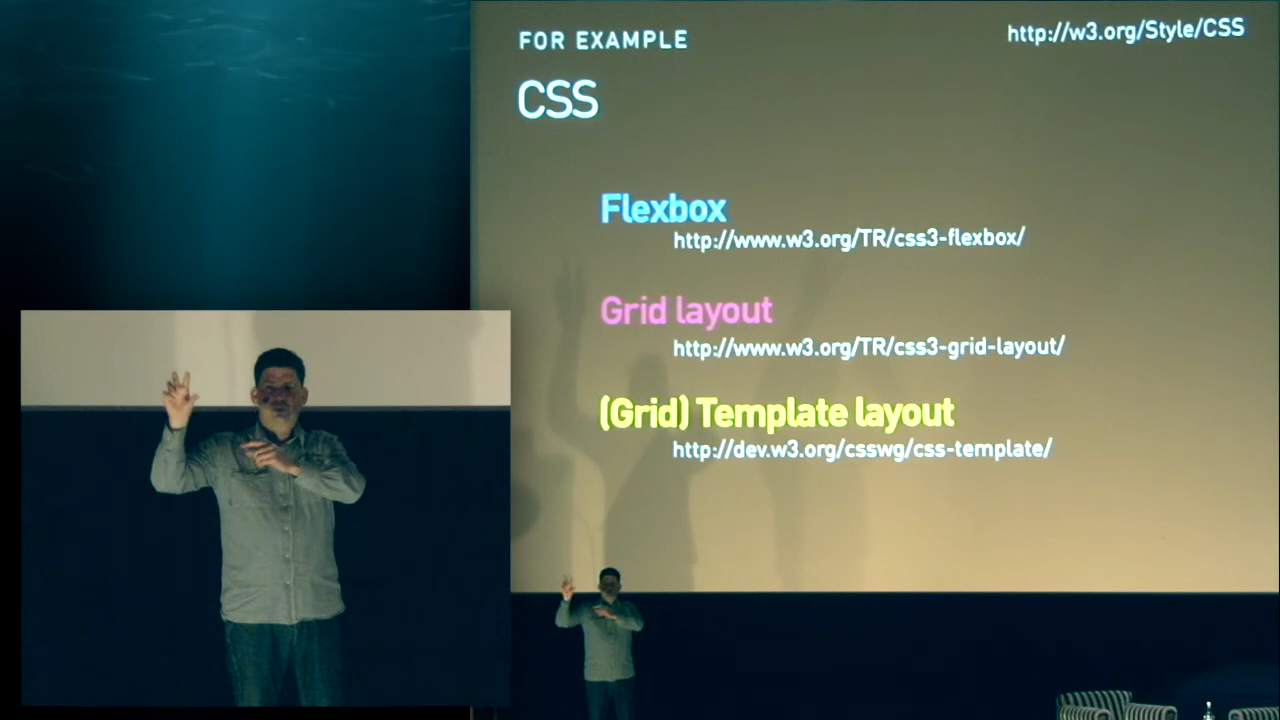 FOR EXAMPLE
http://w3.org/Style/CSS
CSS
Flexbox
http://www.w3.org/TR/css3-flexbox/
Grid layout
http://www.w3.org/TR/css3-grid-layout/
(Grid) Template layout
http://dev.w3.org/csswg/css-template/